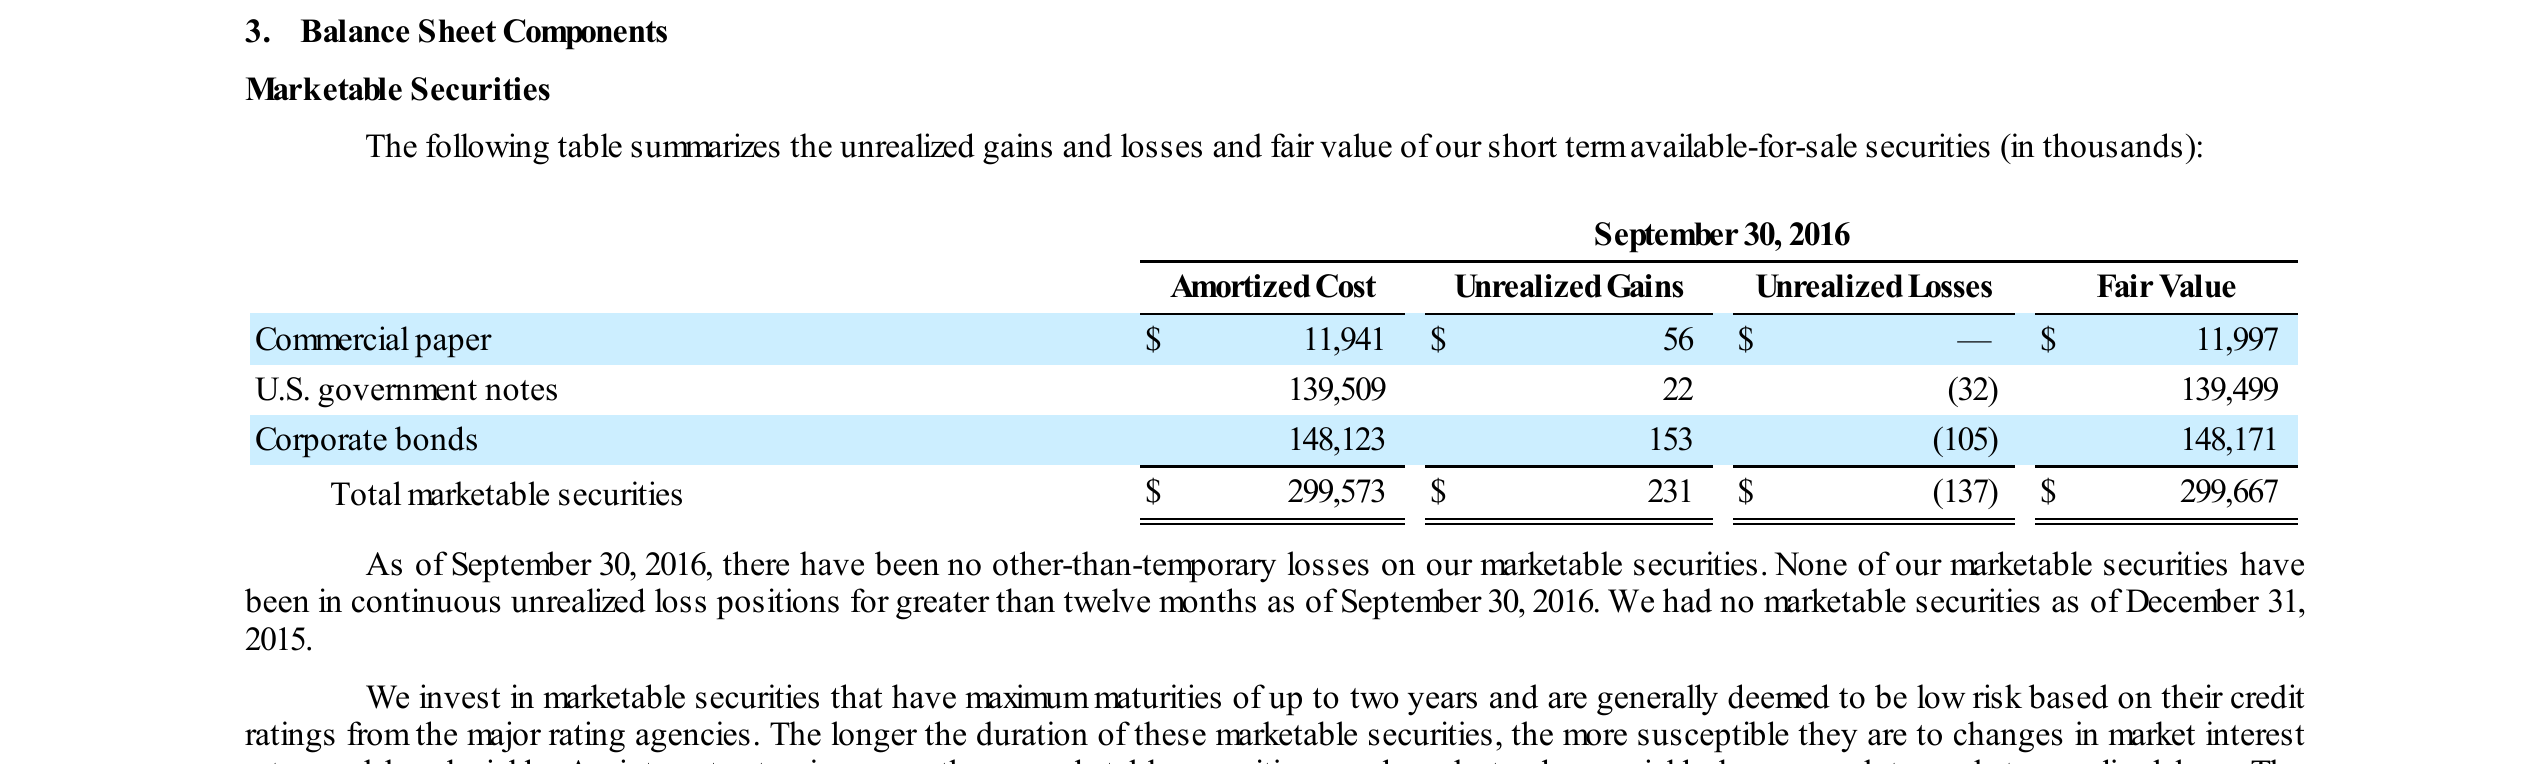 3. Balance Sheet Components
Marketable Securities
The following table summarizes the unrealized gains and losses and fair value of our short term available-for-sale securities (in thousands):
September 30, 2016
Amortized Cost Unrealized Gains Unrealized Losses Fair Value
Commercial paper $ 11,941 $ 56 $ — $ 11,997
U.S. government notes 139,509 22 (32) 139,499
Corporate bonds 148,123 153 (105) 148,171
Total marketable securities $ 299,573 $ 231 $ (137) $ 299,667
As of September 30, 2016, there have been no other-than-temporary losses on our marketable securities. None of our marketable securities have
been in continuous unrealized loss positions for greater than twelve months as of September 30, 2016. We had no marketable securities as of December 31,
2015.
We invest in marketable securities that have maximum maturities of up to two years and are generally deemed to be low risk based on their credit
ratings from the major rating agencies. The longer the duration of these marketable securities, the more susceptible they are to changes in market interest